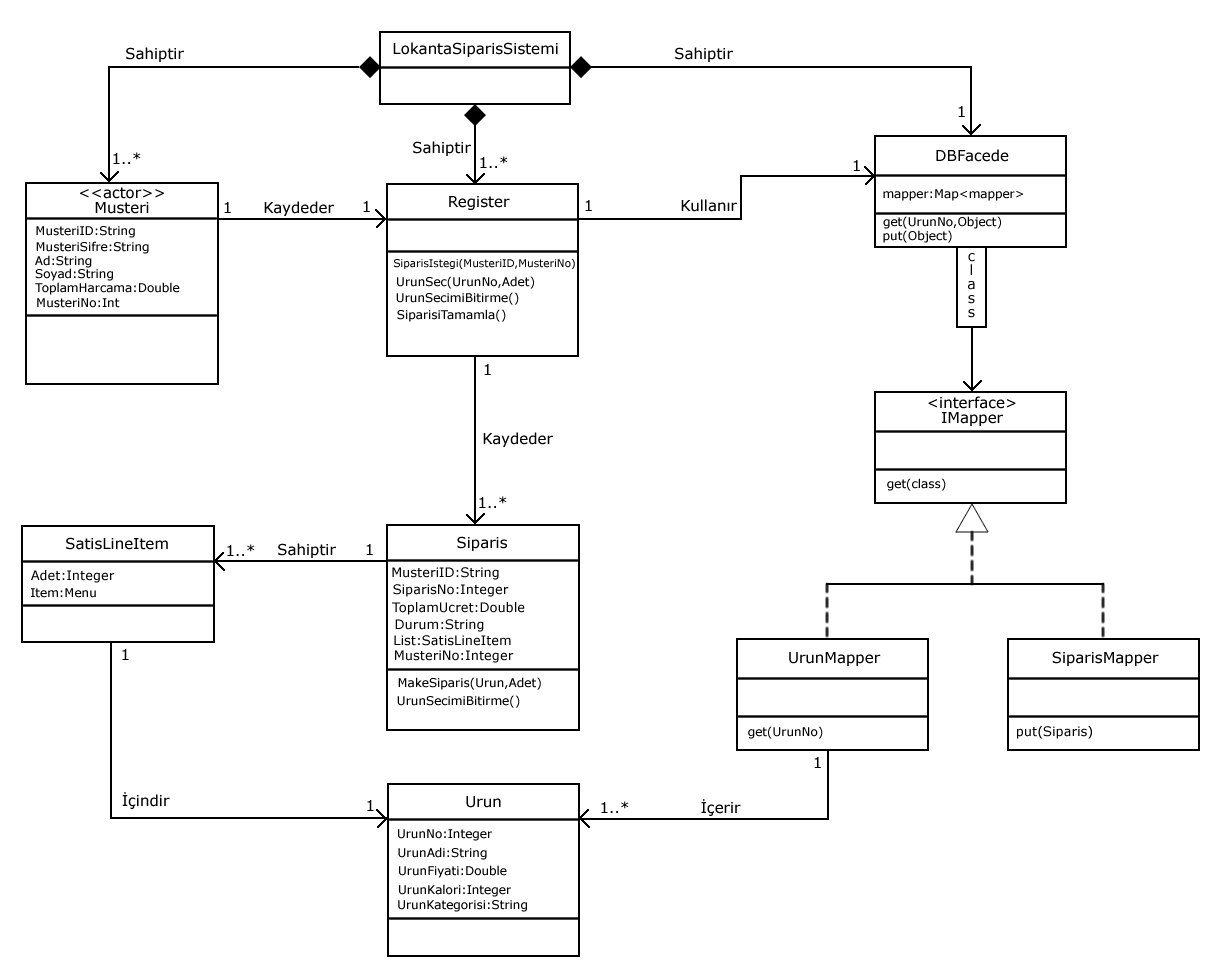 LokantaSiparisSistemi
Sahiptir
Sahiptir
Sahiptir
1..*
1..*
1
<<actor>>
Musteri
MusteriID:String
MusteriSifre:String
Ad:String
Soyad:String
ToplamHarcama:Double
MusteriNo:Int
1
Kaydeder
1
Register
SiparisIstegi(MusteriID,MusteriNo)
UrunSec(UrunNo,Adet)
UrunSecimiBitirme()
SiparisiTamamla()
1
Kullanır
1
DBFacede
mapper:Map<mapper>
get(UrunNo,Object)
put(Object)
class
<interface>
IMapper
get(class)
1
Kaydeder
1..*
SatisLineItem
Adet:Integer
Item:Menu
1..*
Sahiptir
1
Siparis
MusteriID:String
SiparisNo:Integer
ToplamUcret:Double
Durum:String
List:SatisLineItem
MusteriNo:Integer
MakeSiparis(Urun,Adet)
UrunSecimiBitirme()
UrunMapper
get(UrunNo)
SiparisMapper
put(Siparis)
1
İçindir
1
Urun
UrunNo:Integer
UrunAdi:String
UrunFiyati:Double
UrunKalori:Integer
UrunKategorisi:String
1..*
İçerir
1